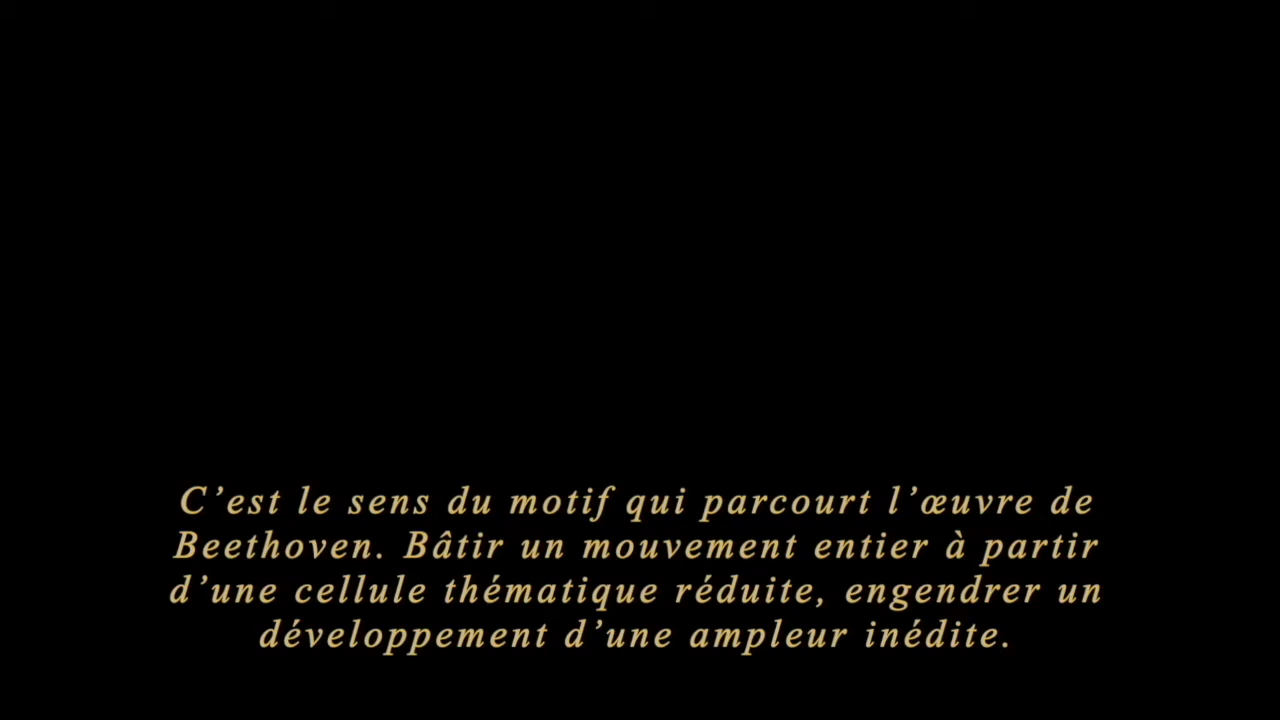 C’est le sens du motif qui parcourt l’œuvre de
Beethoven. Bâtir un mouvement entier à partir
d’une cellule thématique réduite, engendrer un
développement d’une ampleur inédite.